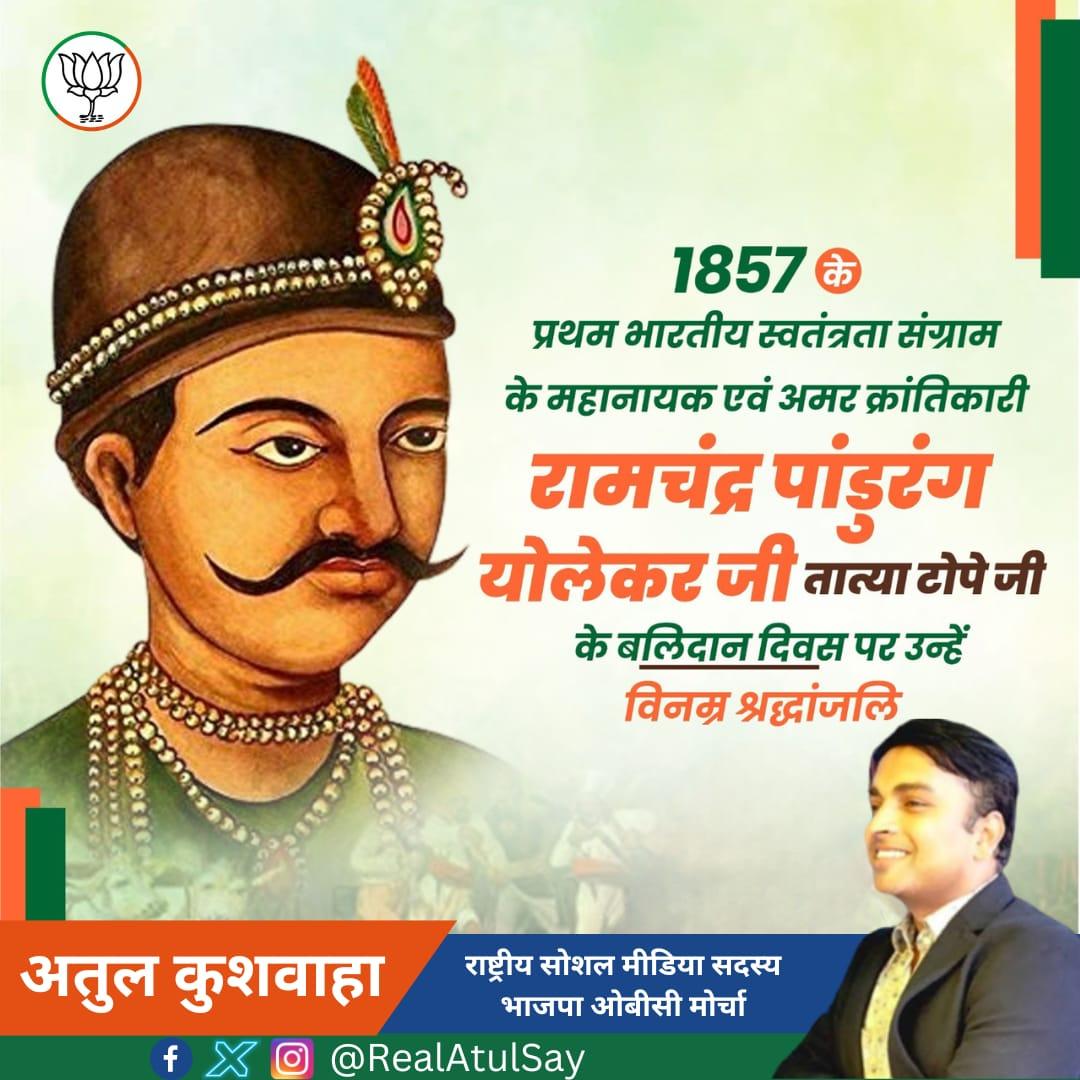 1857 के
प्रथम भारतीय स्वतंत्रता संग्राम
के महानायक एवं अमर क्रांतिकारी
रामचंद्र पांडुरंग
योलेकर जी तात्या टोपे जी
के बलिदान दिवस पर उन्हें
विनम्र श्रद्धांजलि
अतुल कुशवाहा
राष्ट्रीय सोशल मीडिया सदस्य
भाजपा ओबीसी मोर्चा
@RealAtulSay